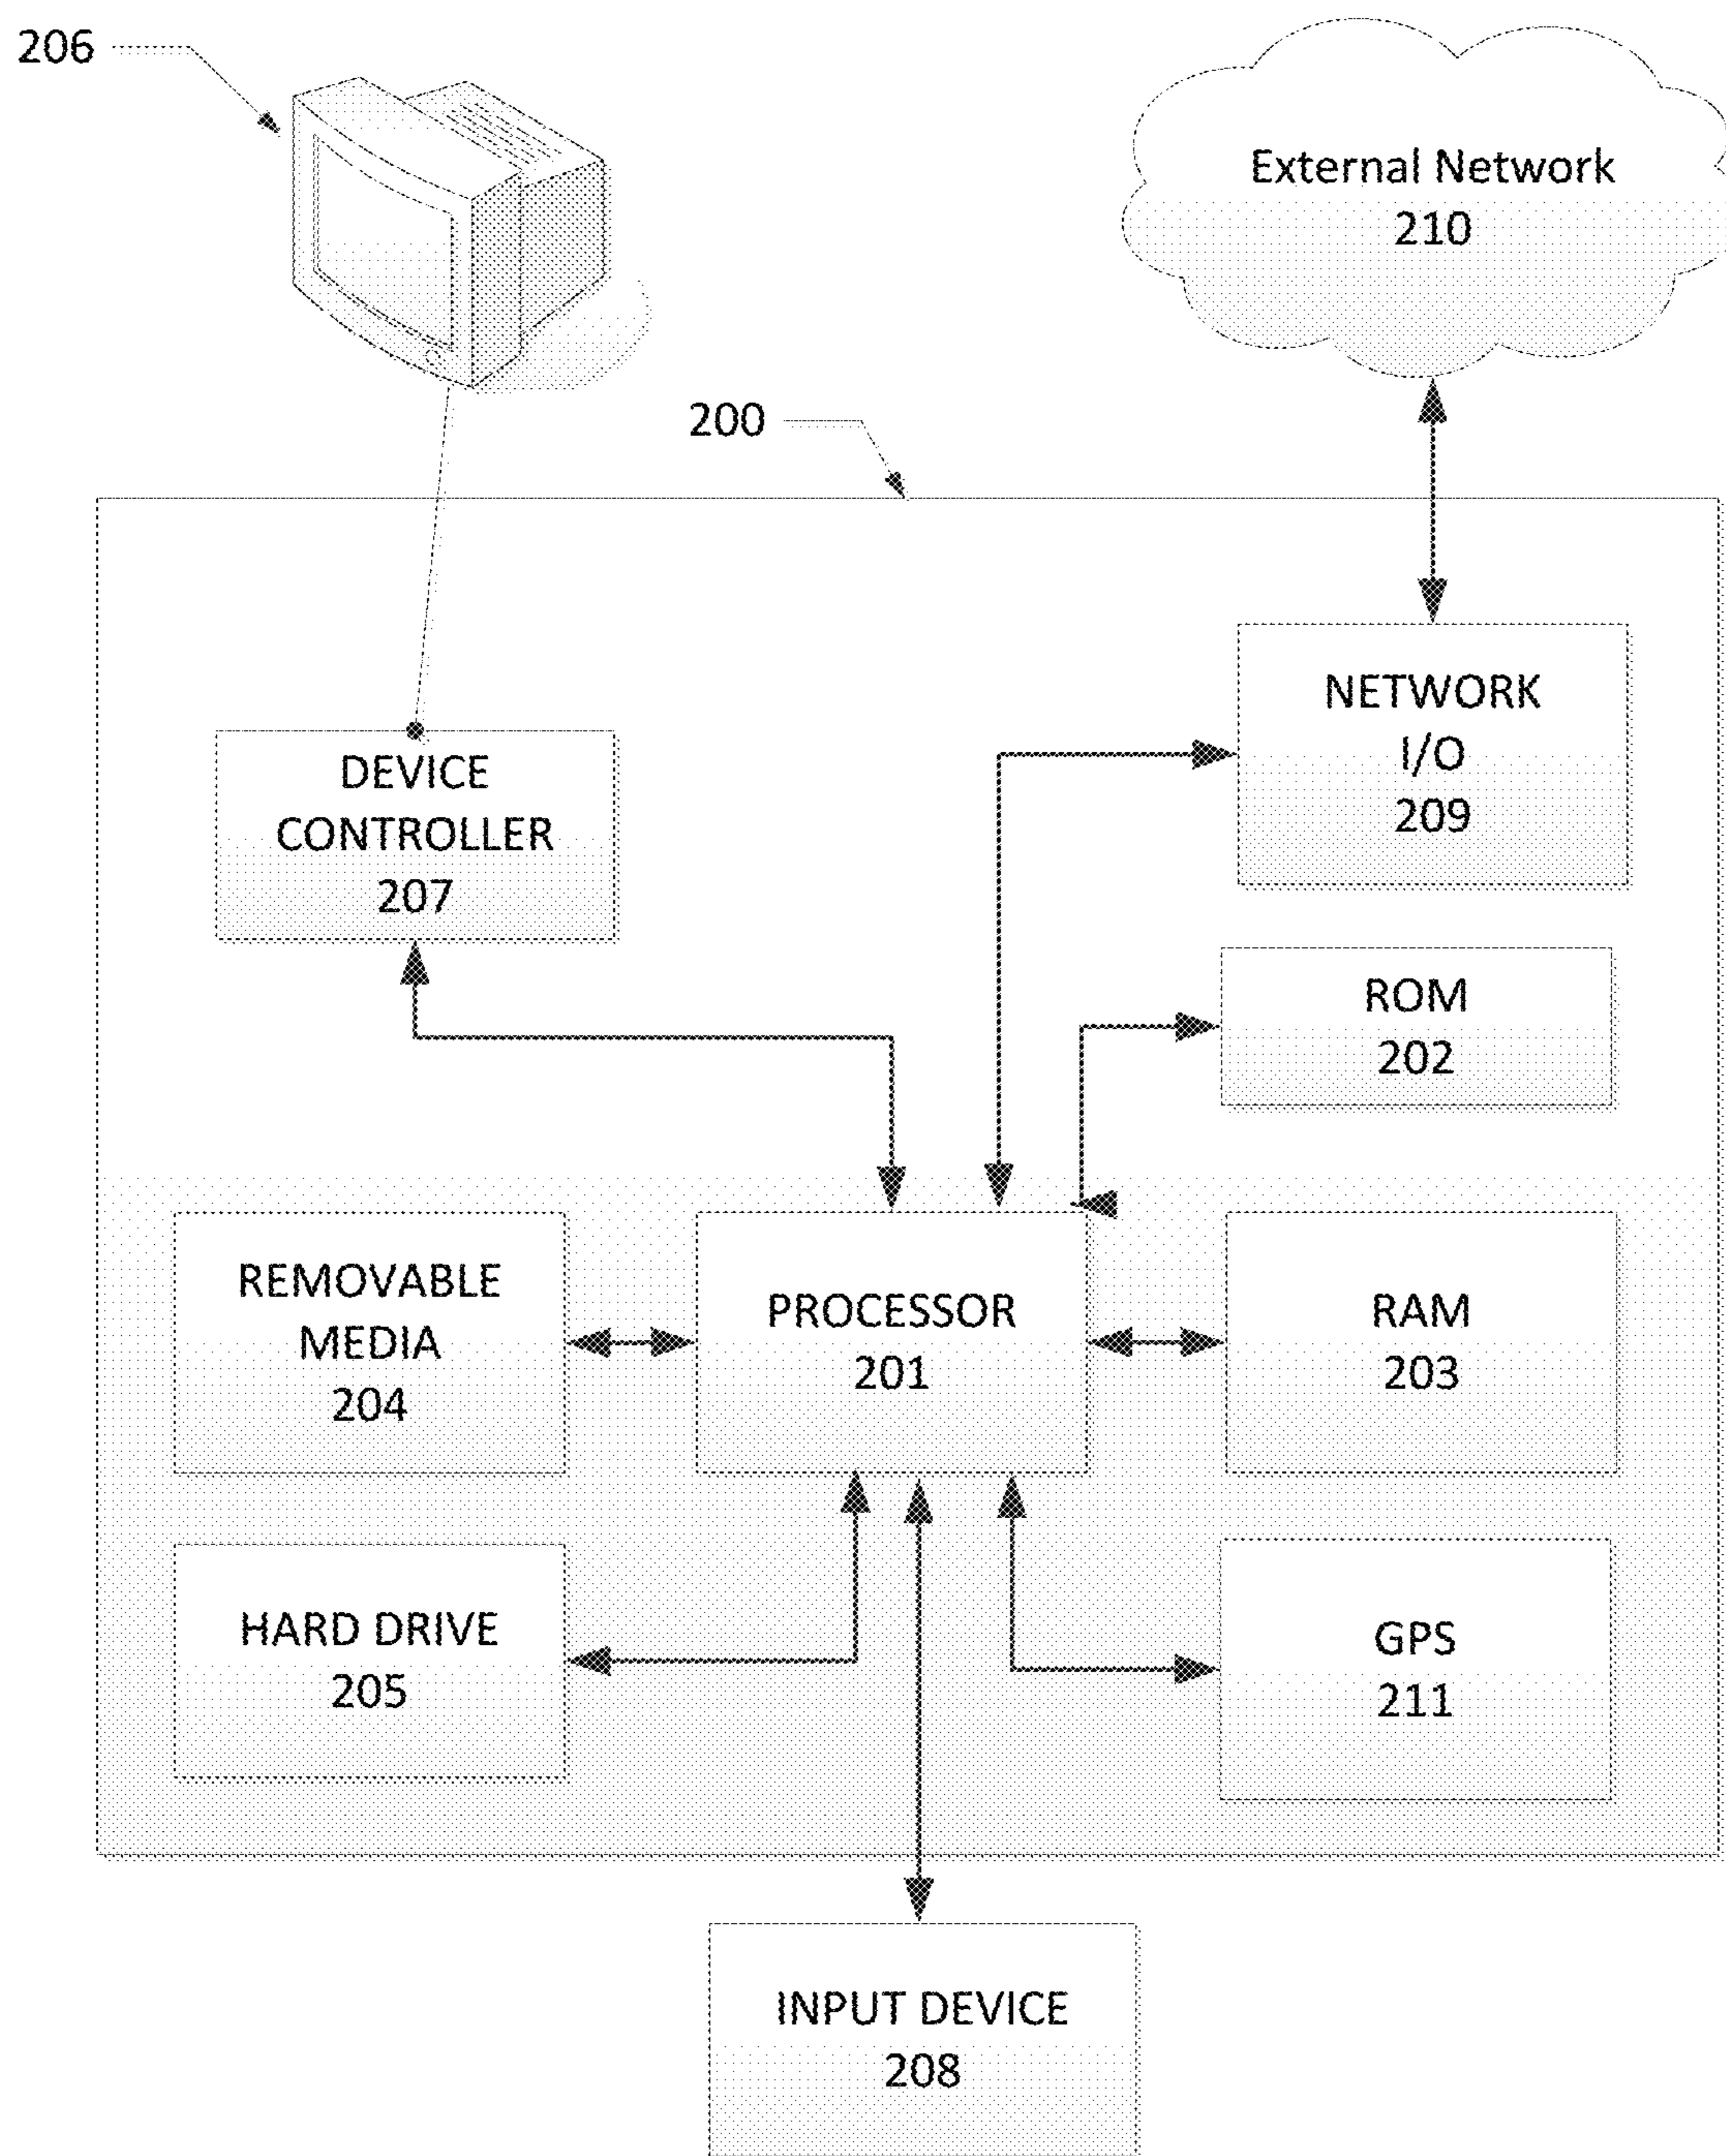 206
External Network
210
200
NETWORK
I/O
209
DEVICE
CONTROLLER
207
ROM
202
REMOVABLE
MEDIA
204
PROCESSOR
201
RAM
203
HARD DRIVE
205
GPS
211
INPUT DEVICE
208